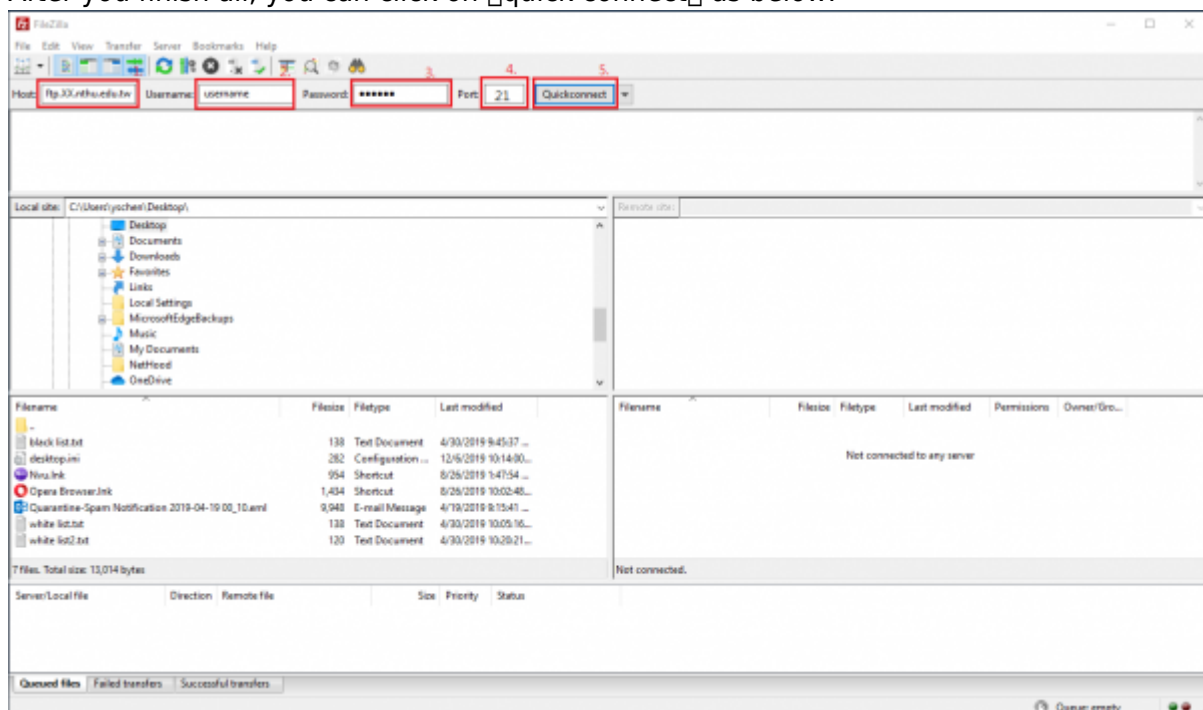 After you finish all, you can click on 「quick connect」 as below:
FileZilla
File Edit View Transfer Server Bookmarks Help
2.
3.
4.
5.
Host: ftp.XX.nthu.edu.tw Username: username Password: ●●●●●● Port: 21 Quickconnect
Local site: C:\Users\yschen\Desktop\
Remote site:
Desktop
Documents
Downloads
Favorites
Links
Local Settings
MicrosoftEdgeBackups
Music
My Documents
NetHood
OneDrive
Filename Filesize Filetype Last modified
..
black list.txt 138 Text Document 4/30/2019 9:45:37 ...
desktop.ini 282 Configuration ... 12/6/2019 10:14:00...
Nvu.lnk 954 Shortcut 8/26/2019 1:47:54 ...
Opera Browser.lnk 1,434 Shortcut 8/26/2019 10:02:48...
Quarantine-Spam Notification 2019-04-19 00_10.eml 9,948 E-mail Message 4/19/2019 8:15:41 ...
white list.txt 138 Text Document 4/30/2019 10:05:16...
white list2.txt 120 Text Document 4/30/2019 10:20:21...
7 files. Total size: 13,014 bytes
Filename Filesize Filetype Last modified Permissions Owner/Gro...
Not connected to any server
Not connected.
Server/Local file Direction Remote file Size Priority Status
Queued files Failed transfers Successful transfers
Queue: empty